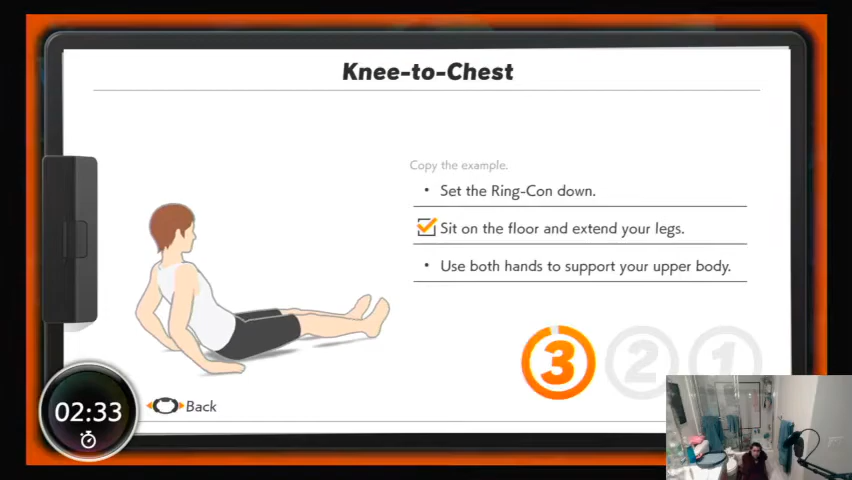 Knee-to-Chest
Copy the example.
• Set the Ring-Con down.
Sit on the floor and extend your legs.
• Use both hands to support your upper body.
3 2 1
02:33
Back